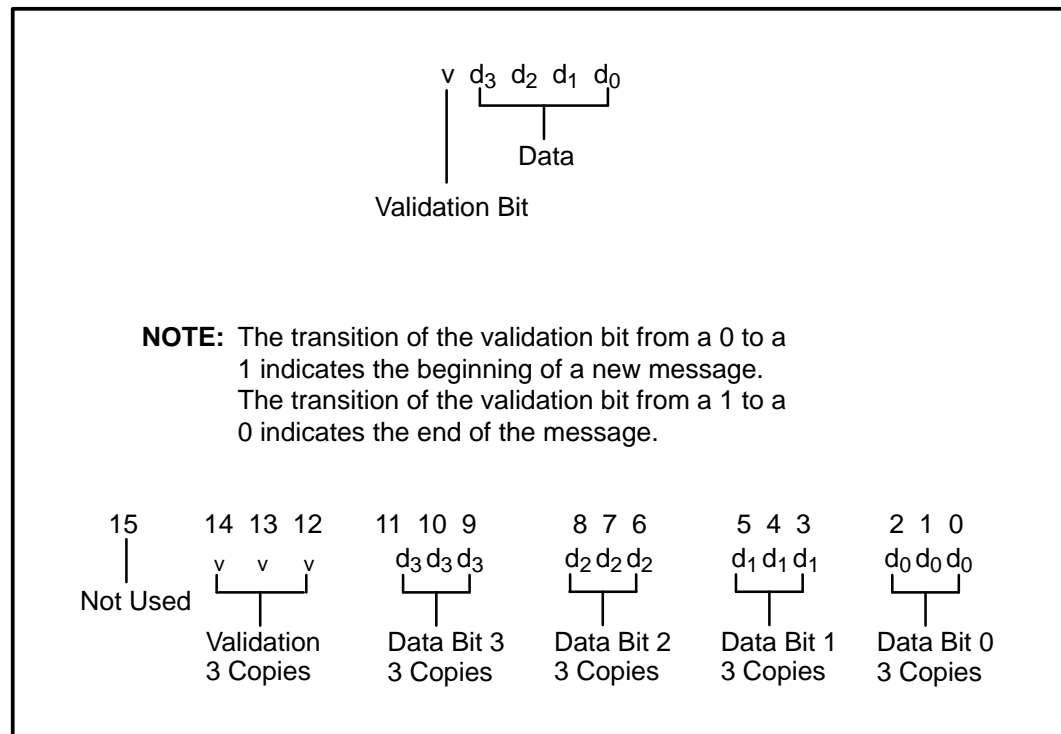 v d3 d2 d1 d0
Data
Validation Bit
NOTE: The transition of the validation bit from a 0 to a
1 indicates the beginning of a new message.
The transition of the validation bit from a 1 to a
0 indicates the end of the message.
15 14 13 12 11 10 9 8 7 6 5 4 3 2 1 0
v v v d3 d3 d3 d2 d2 d2 d1 d1 d1 d0 d0 d0
Not Used
Validation Data Bit 3 Data Bit 2 Data Bit 1 Data Bit 0
3 Copies 3 Copies 3 Copies 3 Copies 3 Copies